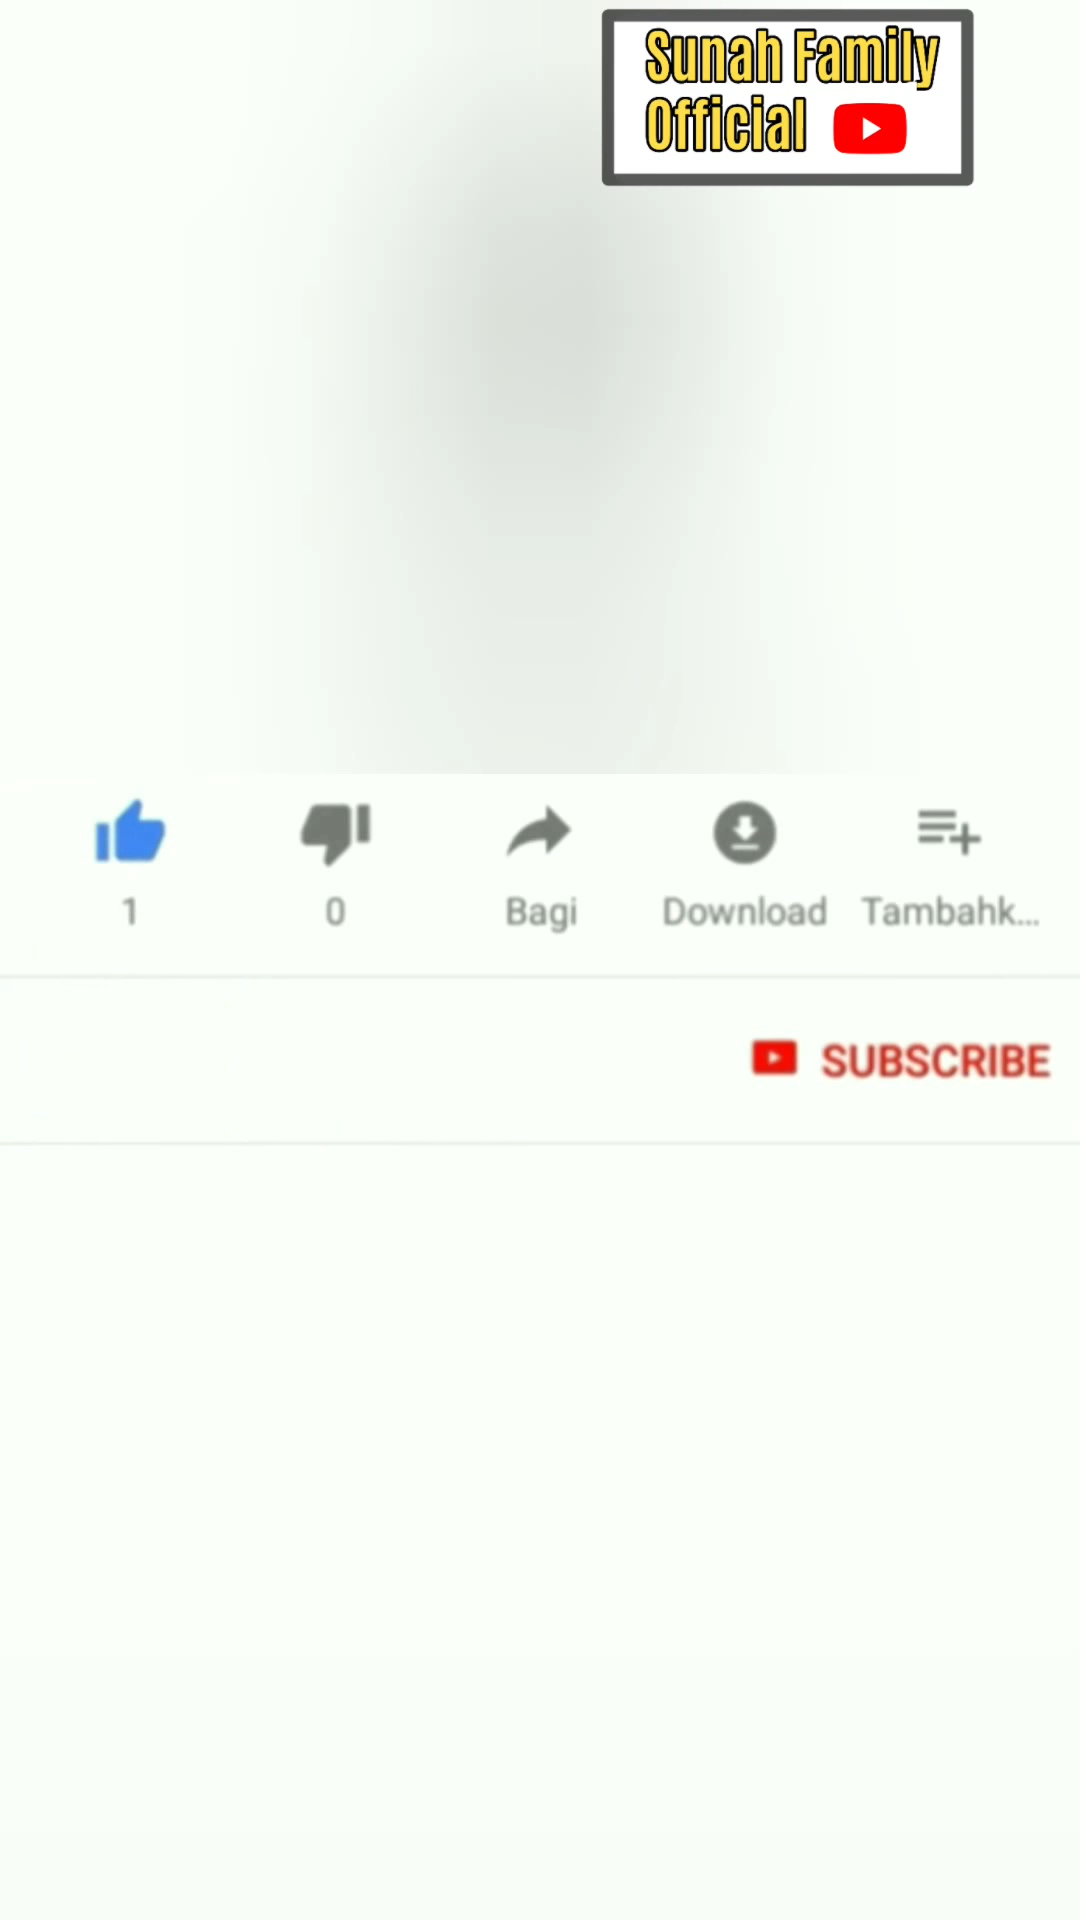 Sunah Family
Official
1
0
Bagi
Download
Tambahk...
SUBSCRIBE